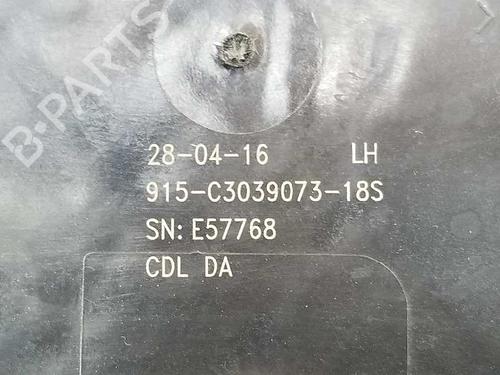 B-PARTS
28-04-16 LH
915-C3039073-18S
SN: E57768
CDL DA